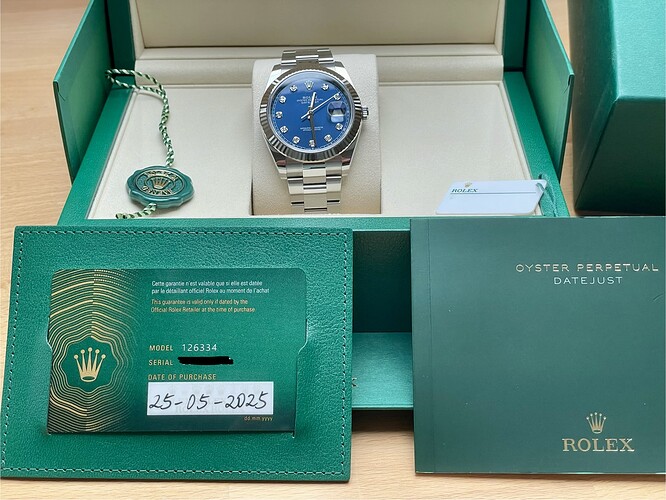 ROLEX
ROLEX
Cette garantie n'est valable que si elle est datée
par le détaillant officiel Rolex au moment de l'achat
This guarantee is valid only if dated by the
Official Rolex Retailer at the time of purchase
MODEL 126334
SERIAL
DATE OF PURCHASE
25-05-2025
dd mm yyyy
OYSTER PERPETUAL
DATEJUST
ROLEX